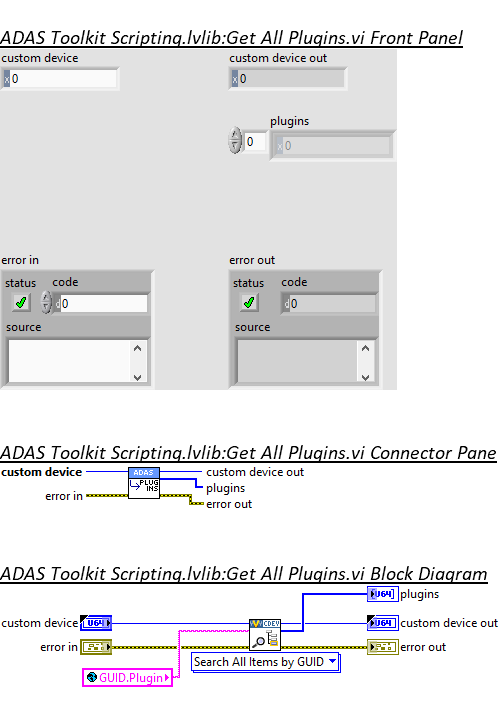 ADAS Toolkit Scripting.lvlib:Get All Plugins.vi Front Panel
custom device
custom device out
x 0
x 0
plugins
0
x 0
error in
error out
status code
status code
d 0
d 0
source
source
ADAS Toolkit Scripting.lvlib:Get All Plugins.vi Connector Pane
custom device
ADAS
custom device out
PLUG
INS
plugins
error in
error out
ADAS Toolkit Scripting.lvlib:Get All Plugins.vi Block Diagram
U64
plugins
custom device
U64
CDEV
U64
custom device out
error in
error out
Search All Items by GUID
GUID.Plugin